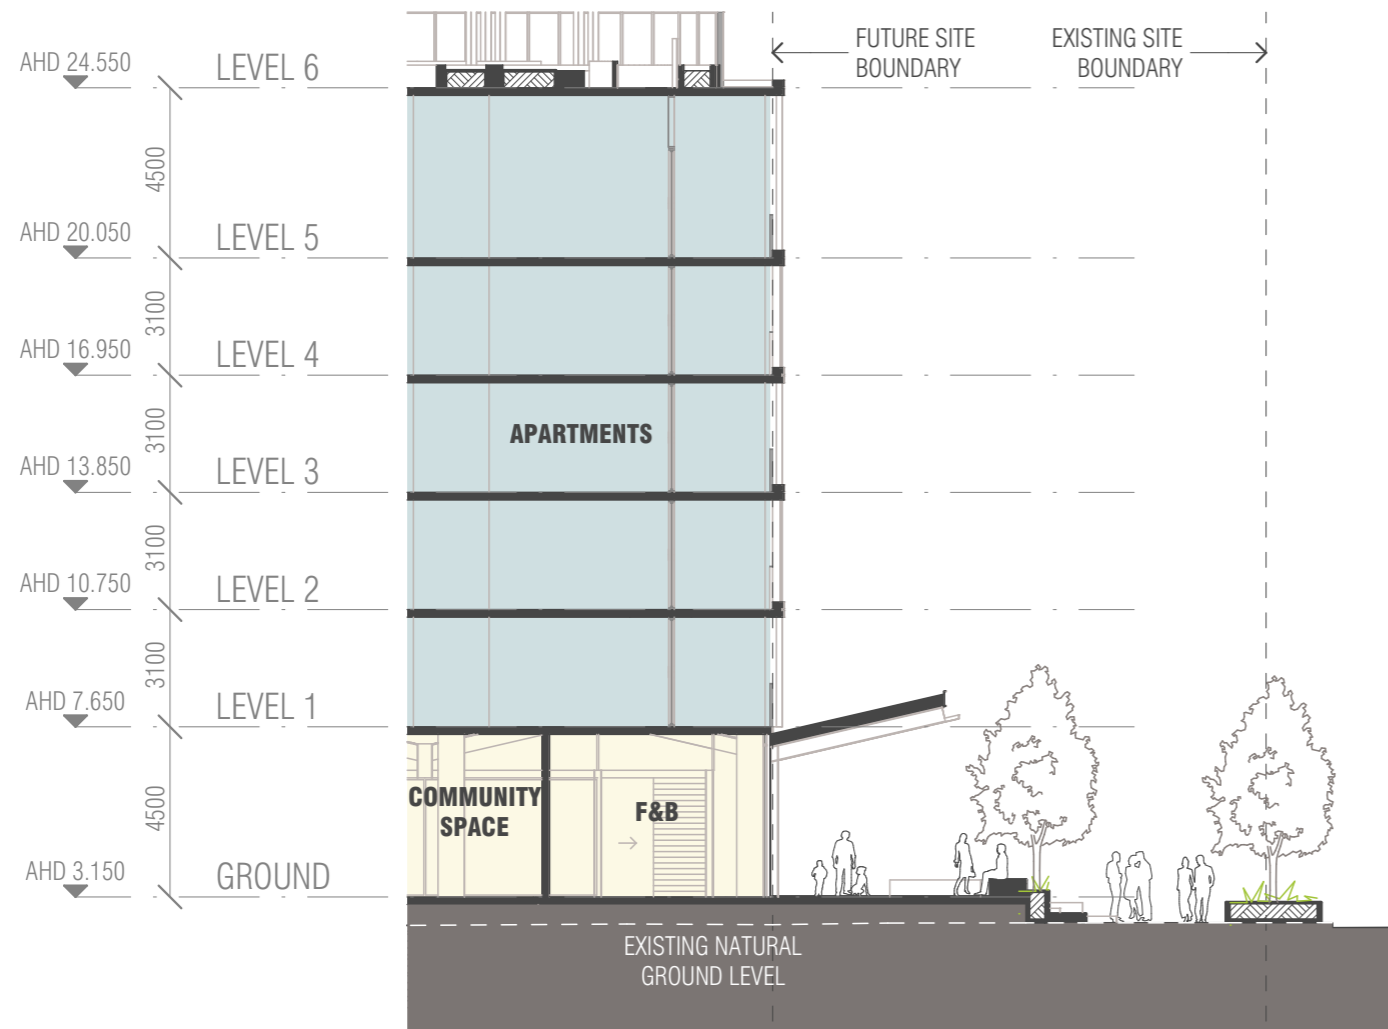 FUTURE SITE
BOUNDARY
EXISTING SITE
BOUNDARY
AHD 24.550
LEVEL 6
4500
AHD 20.050
LEVEL 5
3100
AHD 16.950
LEVEL 4
3100
APARTMENTS
AHD 13.850
LEVEL 3
3100
AHD 10.750
LEVEL 2
3100
AHD 7.650
LEVEL 1
4500
COMMUNITY
SPACE
F&B
AHD 3.150
GROUND
EXISTING NATURAL
GROUND LEVEL